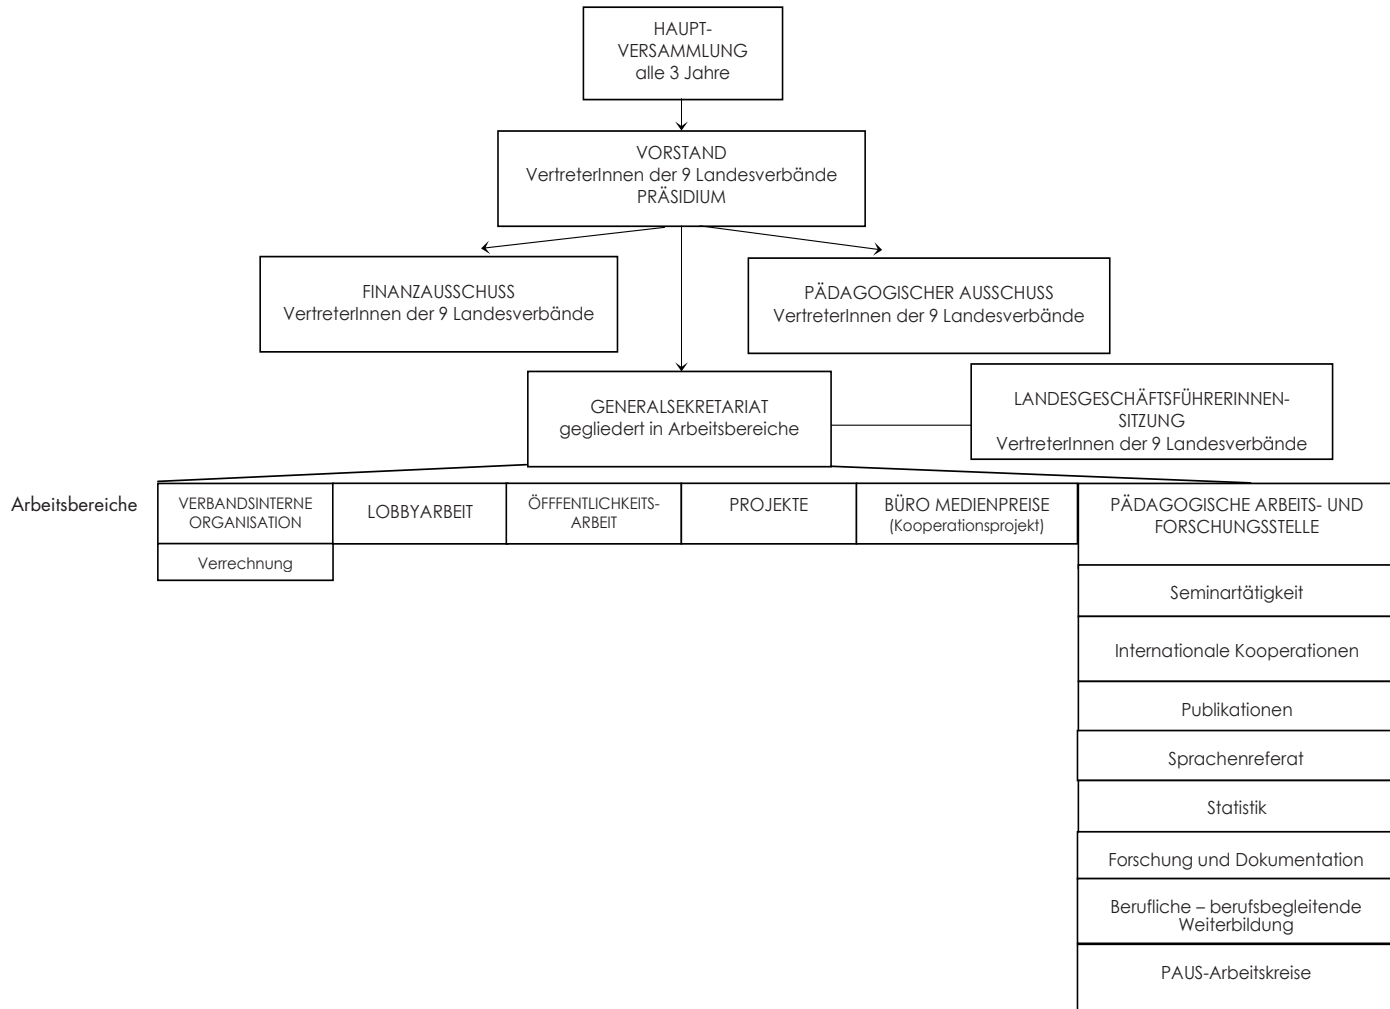 HAUPT-
VERSAMMLUNG
alle 3 Jahre
VORSTAND
VertreterInnen der 9 Landesverbände
PRÄSIDIUM
FINANZAUSSCHUSS
VertreterInnen der 9 Landesverbände
PÄDAGOGISCHER AUSSCHUSS
VertreterInnen der 9 Landesverbände
GENERALSEKRETARIAT
gegliedert in Arbeitsbereiche
LANDESGESCHÄFTSFÜHRERINNEN-
SITZUNG
VertreterInnen der 9 Landesverbände
Arbeitsbereiche
VERBANDSINTERNE
ORGANISATION
Verrechnung
LOBBYARBEIT
ÖFFFENTLICHKEITS-
ARBEIT
PROJEKTE
BÜRO MEDIENPREISE
(Kooperationsprojekt)
PÄDAGOGISCHE ARBEITS- UND
FORSCHUNGSSTELLE
Seminartätigkeit
Internationale Kooperationen
Publikationen
Sprachenreferat
Statistik
Forschung und Dokumentation
Berufliche – berufsbegleitende
Weiterbildung
PAUS-Arbeitskreise